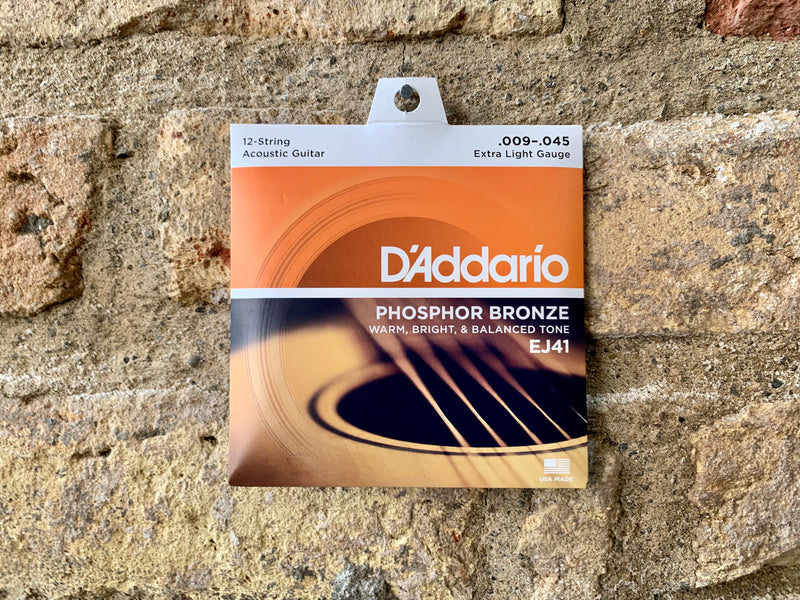 12-String
Acoustic Guitar
.009–.045
Extra Light Gauge
D'Addario
PHOSPHOR BRONZE
WARM, BRIGHT, & BALANCED TONE
EJ41
USA MADE